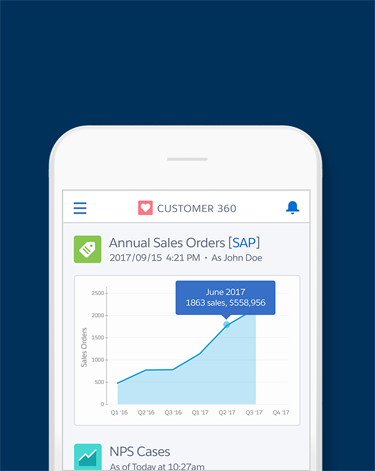 CUSTOMER 360
Annual Sales Orders [SAP]
2017/09/15 4:21 PM • As John Doe
June 2017
1863 sales, $558,956
Sales Orders
2500
2000
1500
1000
500
0
Q1 '16
Q2 '16
Q3 '16
Q1 '17
Q2 '17
Q3 '17
Q4 '17
NPS Cases
As of Today at 10:27am